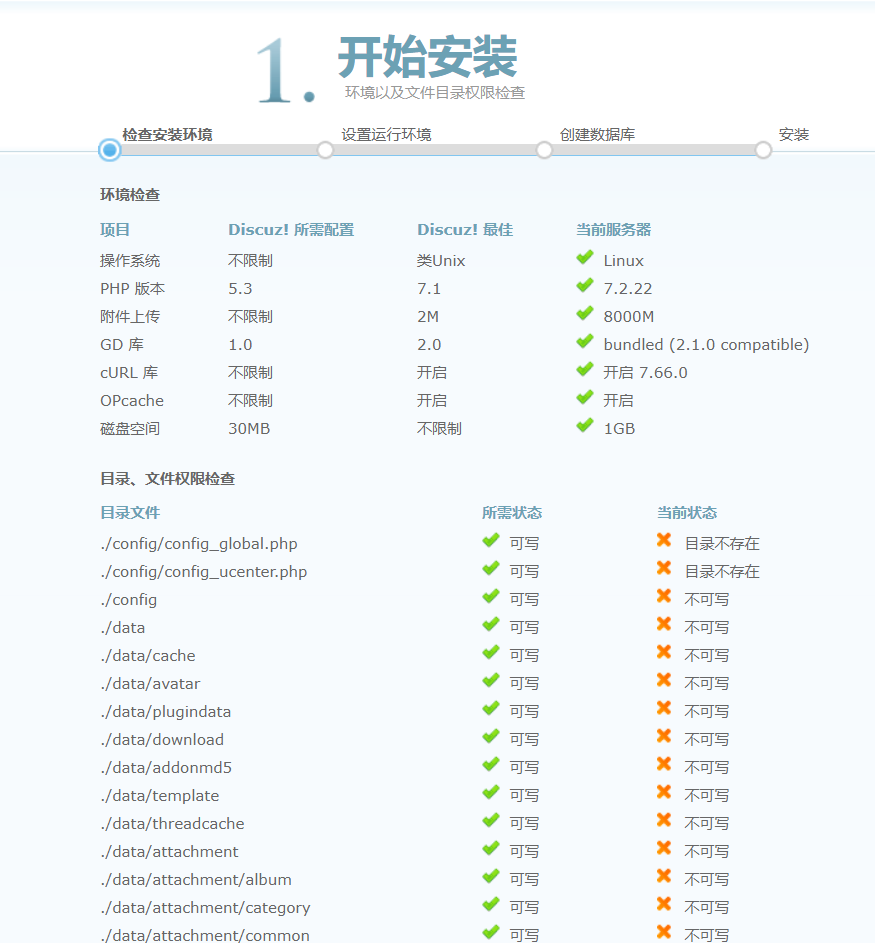 1. 开始安装
环境以及文件目录权限检查
检查安装环境 设置运行环境 创建数据库 安装
环境检查
项目 Discuz! 所需配置 Discuz! 最佳 当前服务器
操作系统 不限制 类Unix Linux
PHP 版本 5.3 7.1 7.2.22
附件上传 不限制 2M 8000M
GD 库 1.0 2.0 bundled (2.1.0 compatible)
cURL 库 不限制 开启 开启 7.66.0
OPcache 不限制 开启 开启
磁盘空间 30MB 不限制 1GB
目录、文件权限检查
目录文件 所需状态 当前状态
./config/config_global.php 可写 目录不存在
./config/config_ucenter.php 可写 目录不存在
./config 可写 不可写
./data 可写 不可写
./data/cache 可写 不可写
./data/avatar 可写 不可写
./data/plugindata 可写 不可写
./data/download 可写 不可写
./data/addonmd5 可写 不可写
./data/template 可写 不可写
./data/threadcache 可写 不可写
./data/attachment 可写 不可写
./data/attachment/album 可写 不可写
./data/attachment/category 可写 不可写
./data/attachment/common 可写 不可写